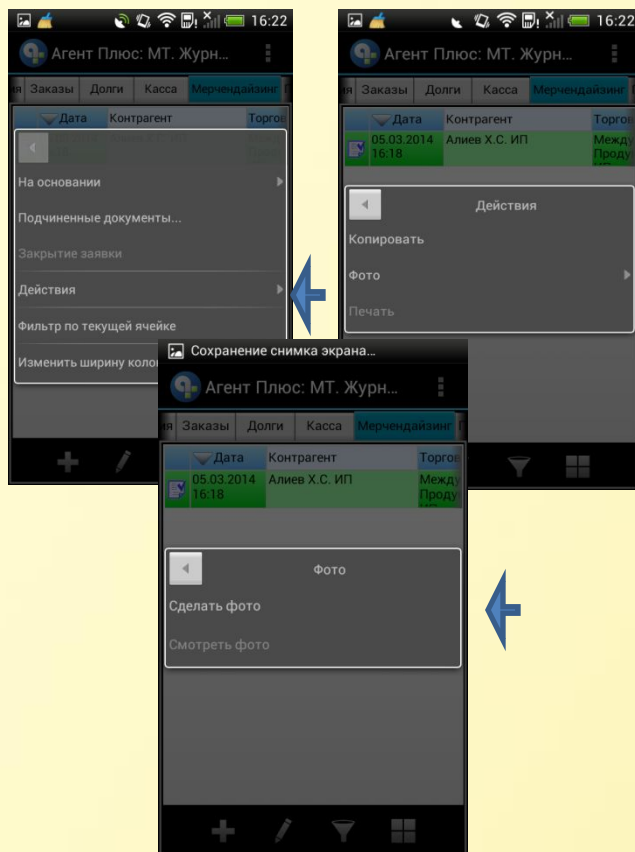 16:22
Агент Плюс: МТ. Журн...
Заказы Долги Касса Мерчендайзинг
Дата Контрагент Торгов
На основании
Подчиненные документы...
Закрытие заявки
Действия
Фильтр по текущей ячейке
Изменить ширину коло
16:22
Агент Плюс: МТ. Журн...
ия Заказы Долги Касса Мерчендайзинг
Дата Контрагент Торгов
05.03.2014 Алиев Х.С. ИП Между
16:18 Проду
Действия
Копировать
Фото
Печать
Сохранение снимка экрана...
Агент Плюс: МТ. Журн...
ия Заказы Долги Касса Мерчендайзинг
Дата Контрагент Торгов
05.03.2014 Алиев Х.С. ИП Между
16:18 Проду
Фото
Сделать фото
Смотреть фото